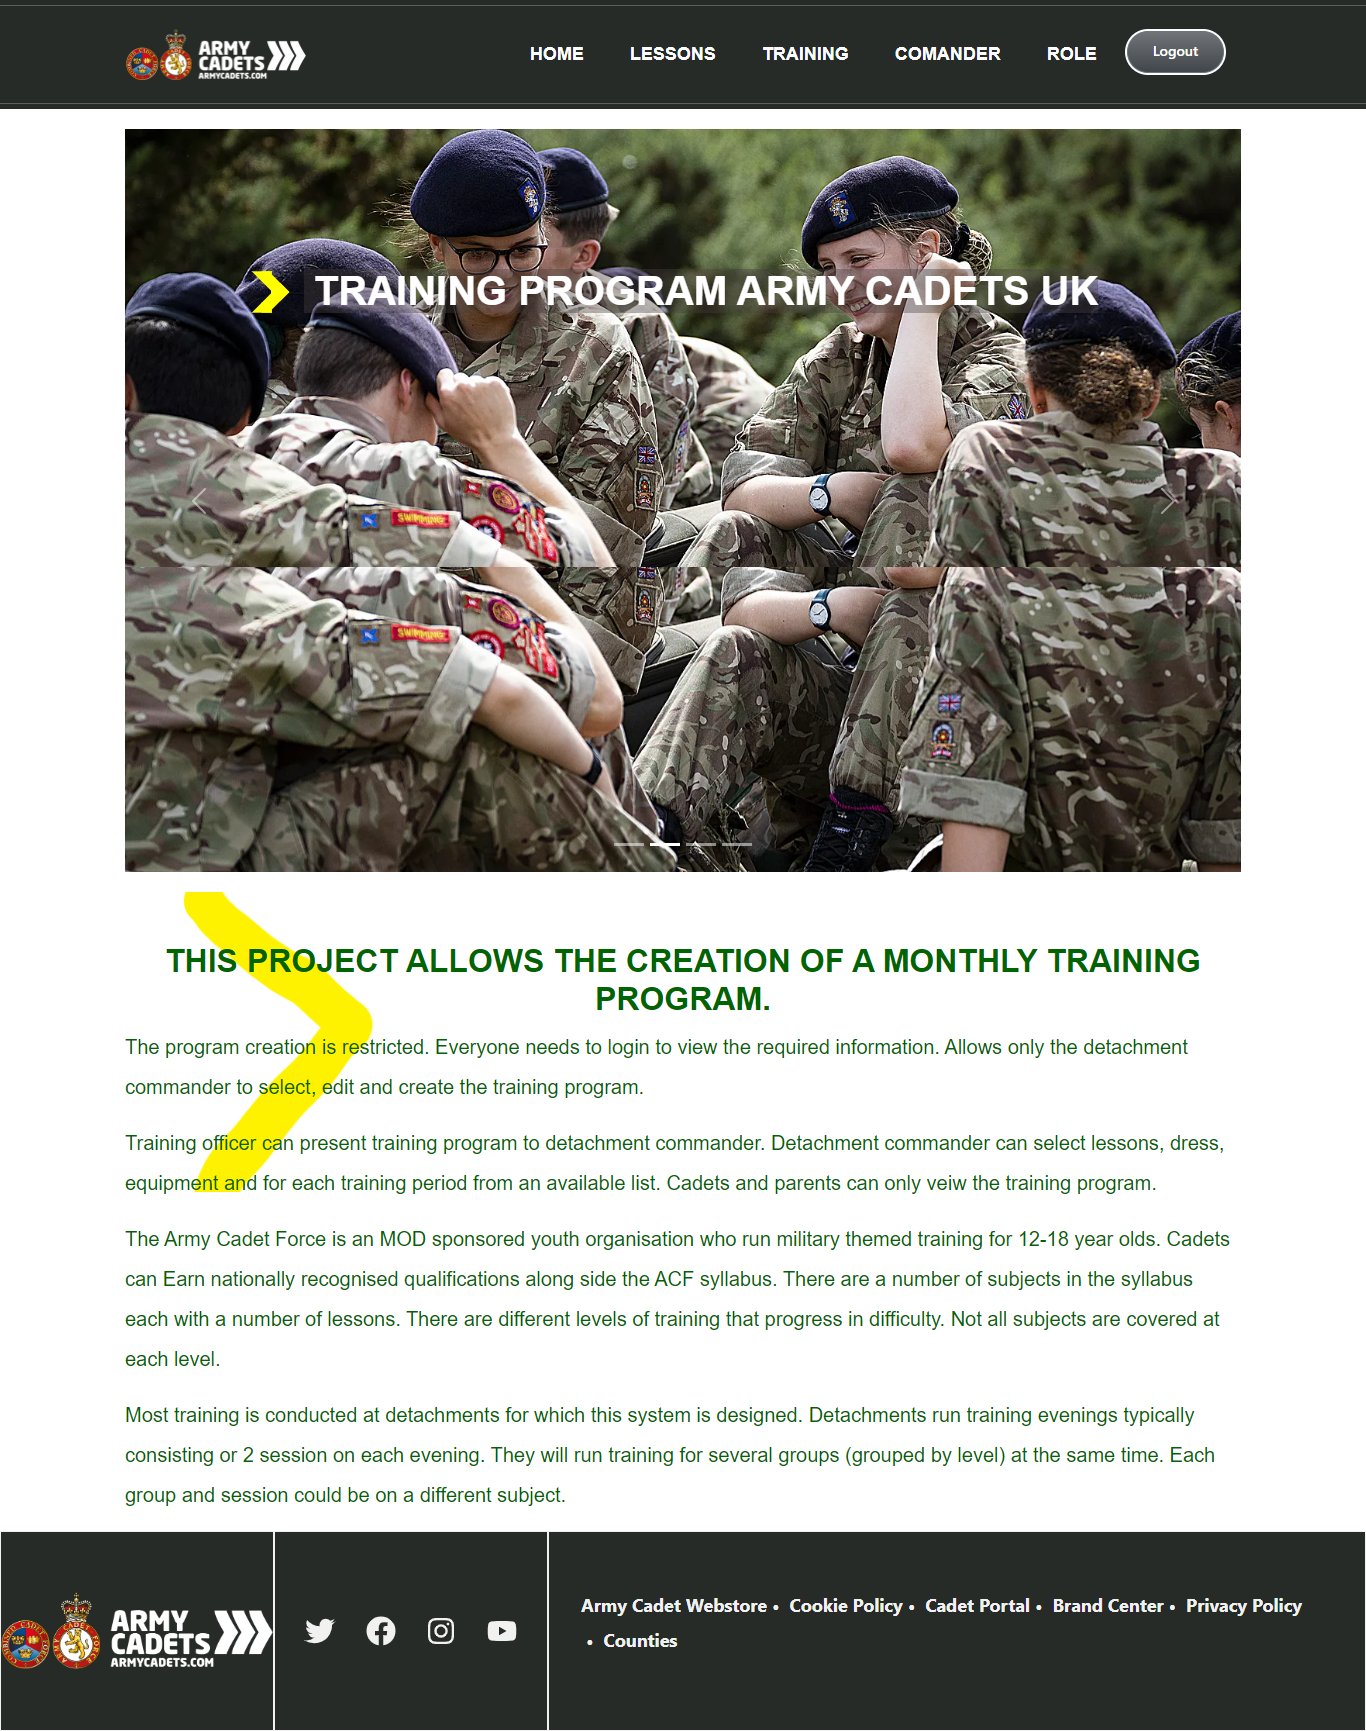 ARMY
CADETS
ARMYCADETS.COM
HOME LESSONS TRAINING COMANDER ROLE Logout
TRAINING PROGRAM ARMY CADETS UK
SWIMMING
SWIMMING
THIS PROJECT ALLOWS THE CREATION OF A MONTHLY TRAINING
PROGRAM.
The program creation is restricted. Everyone needs to login to view the required information. Allows only the detachment
commander to select, edit and create the training program.
Training officer can present training program to detachment commander. Detachment commander can select lessons, dress,
equipment and for each training period from an available list. Cadets and parents can only veiw the training program.
The Army Cadet Force is an MOD sponsored youth organisation who run military themed training for 12-18 year olds. Cadets
can Earn nationally recognised qualifications along side the ACF syllabus. There are a number of subjects in the syllabus
each with a number of lessons. There are different levels of training that progress in difficulty. Not all subjects are covered at
each level.
Most training is conducted at detachments for which this system is designed. Detachments run training evenings typically
consisting or 2 session on each evening. They will run training for several groups (grouped by level) at the same time. Each
group and session could be on a different subject.
ARMY
CADETS
ARMYCADETS.COM
Army Cadet Webstore • Cookie Policy • Cadet Portal • Brand Center • Privacy Policy
• Counties